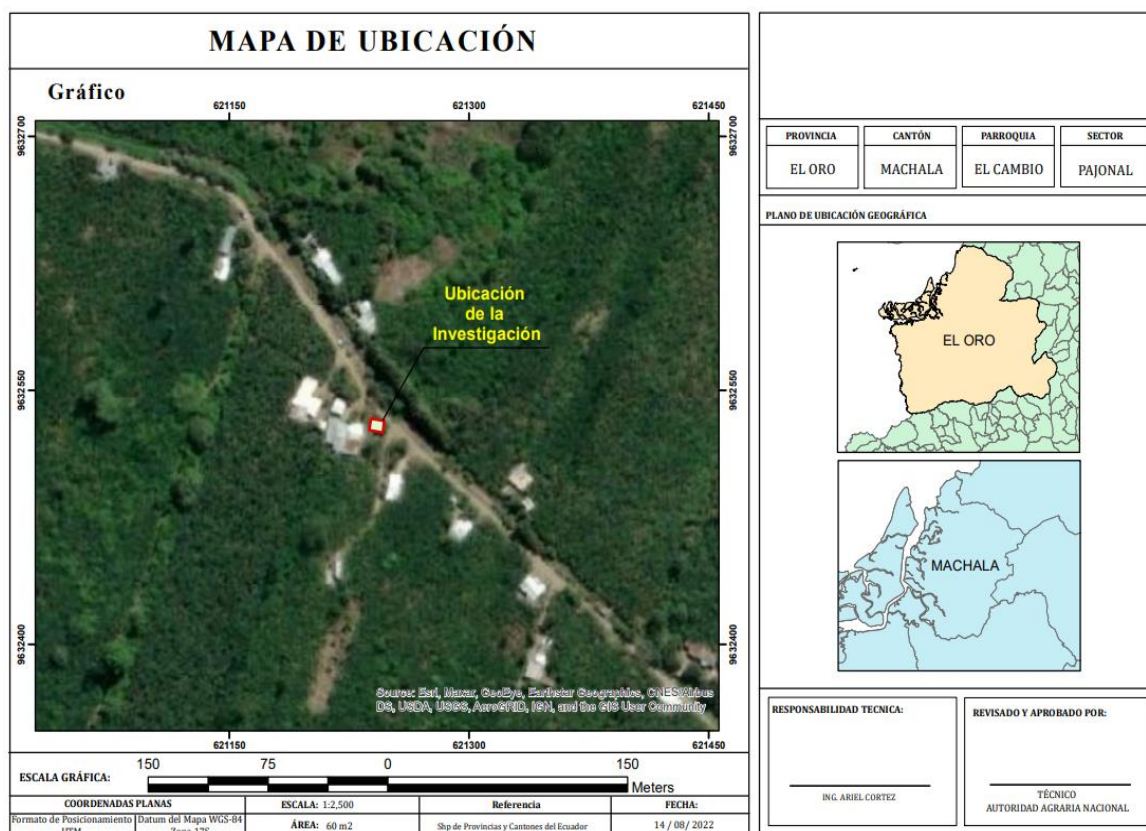 MAPA DE UBICACIÓN
Gráfico
621150
621300
621450
9632700
9632700
9632550
9632550
9632400
9632400
Ubicación
de la
Investigación
Source: Esri, Maxar, GeoEye, Earthstar Geographics, CNES/Airbus
DS, USDA, USGS, AeroGRID, IGN, and the GIS User Community
621150
621300
621450
ESCALA GRÁFICA:
150
75
0
150
Meters
COORDENADAS PLANAS
ESCALA: 1:2,500
Referencia
FECHA:
Formato de Posicionamiento
UTM
Datum del Mapa WGS-84
Zona 17S
ÁREA: 60 m2
Shp de Provincias y Cantones del Ecuador
14 / 08/ 2022
PROVINCIA
CANTÓN
PARROQUIA
SECTOR
EL ORO
MACHALA
EL CAMBIO
PAJONAL
PLANO DE UBICACIÓN GEOGRÁFICA
EL ORO
MACHALA
RESPONSABILIDAD TECNICA:
ING. ARIEL CORTEZ
REVISADO Y APROBADO POR:
TÉCNICO
AUTORIDAD AGRARIA NACIONAL